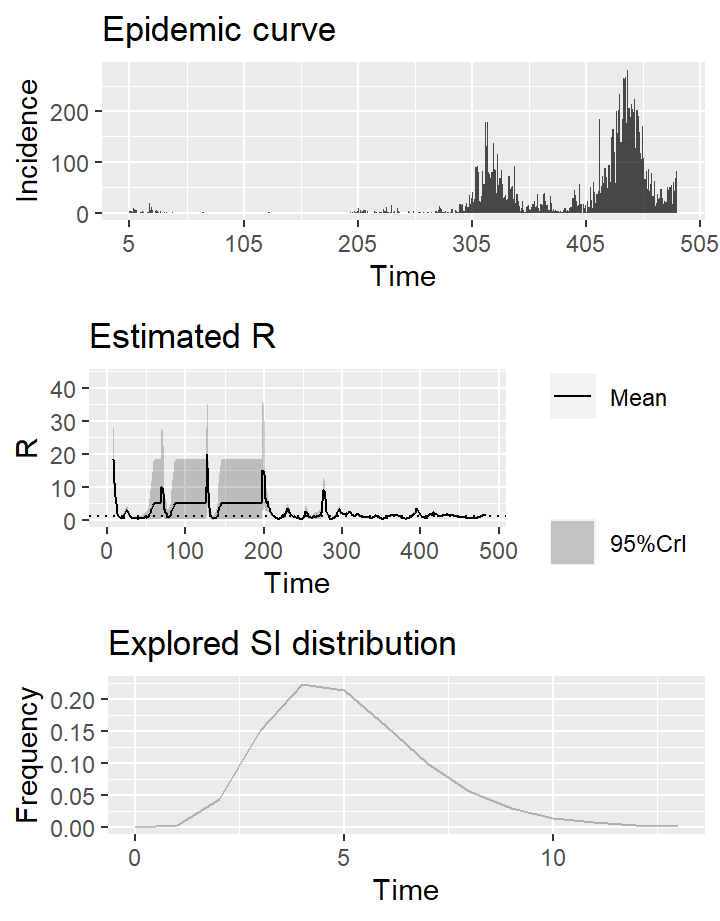 Epidemic curve
Incidence
200
100
0
5 105 205 305 405 505
Time
Estimated R
R
40
30
20
10
0
0 100 200 300 400 500
Time
Mean
95%CrI
Explored SI distribution
Frequency
0.20
0.15
0.10
0.05
0.00
0 5 10
Time